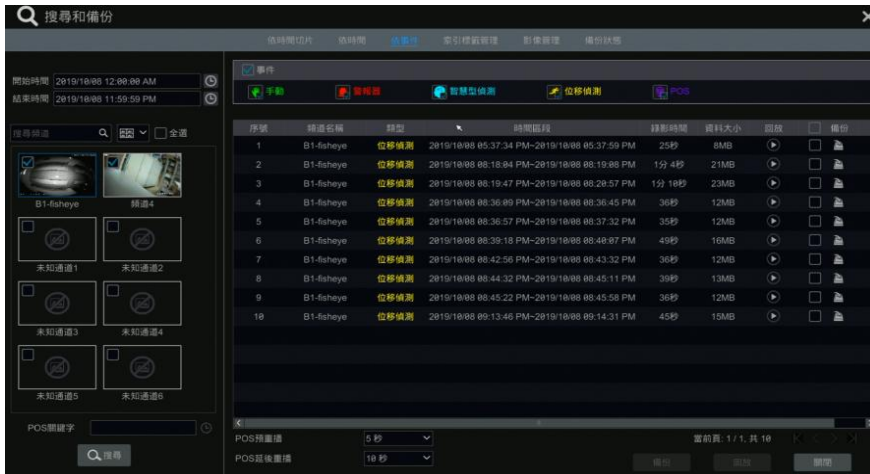 搜尋和備份
依時間切片 依時間 依事件 索引標籤管理 影像管理 備份狀態
開始時間 2019/10/08 12:00:00 AM
結束時間 2019/10/08 11:59:59 PM
搜尋頻道 全選
B1-fisheye 頻道4
未知通道1 未知通道2
未知通道3 未知通道4
未知通道5 未知通道6
POS關鍵字
搜尋
事件
手動 警報器 智慧型偵測 位移偵測 POS
序號 頻道名稱 類型 時間區段 錄影時間 資料大小 回放 備份
1 B1-fisheye 位移偵測 2019/10/08 05:37:34 PM~2019/10/08 05:37:59 PM 25秒 8MB
2 B1-fisheye 位移偵測 2019/10/08 08:18:04 PM~2019/10/08 08:19:08 PM 1分 4秒 21MB
3 B1-fisheye 位移偵測 2019/10/08 08:19:47 PM~2019/10/08 08:20:57 PM 1分 10秒 23MB
4 B1-fisheye 位移偵測 2019/10/08 08:36:09 PM~2019/10/08 08:36:45 PM 36秒 12MB
5 B1-fisheye 位移偵測 2019/10/08 08:36:57 PM~2019/10/08 08:37:32 PM 35秒 12MB
6 B1-fisheye 位移偵測 2019/10/08 08:39:18 PM~2019/10/08 08:40:07 PM 49秒 16MB
7 B1-fisheye 位移偵測 2019/10/08 08:42:56 PM~2019/10/08 08:43:32 PM 36秒 12MB
8 B1-fisheye 位移偵測 2019/10/08 08:44:32 PM~2019/10/08 08:45:11 PM 39秒 13MB
9 B1-fisheye 位移偵測 2019/10/08 08:45:22 PM~2019/10/08 08:45:58 PM 36秒 12MB
10 B1-fisheye 位移偵測 2019/10/08 09:13:46 PM~2019/10/08 09:14:31 PM 45秒 15MB
POS預重播 5 秒 當前頁: 1 / 1, 共 10
POS延後重播 10 秒 備份 回放 關閉